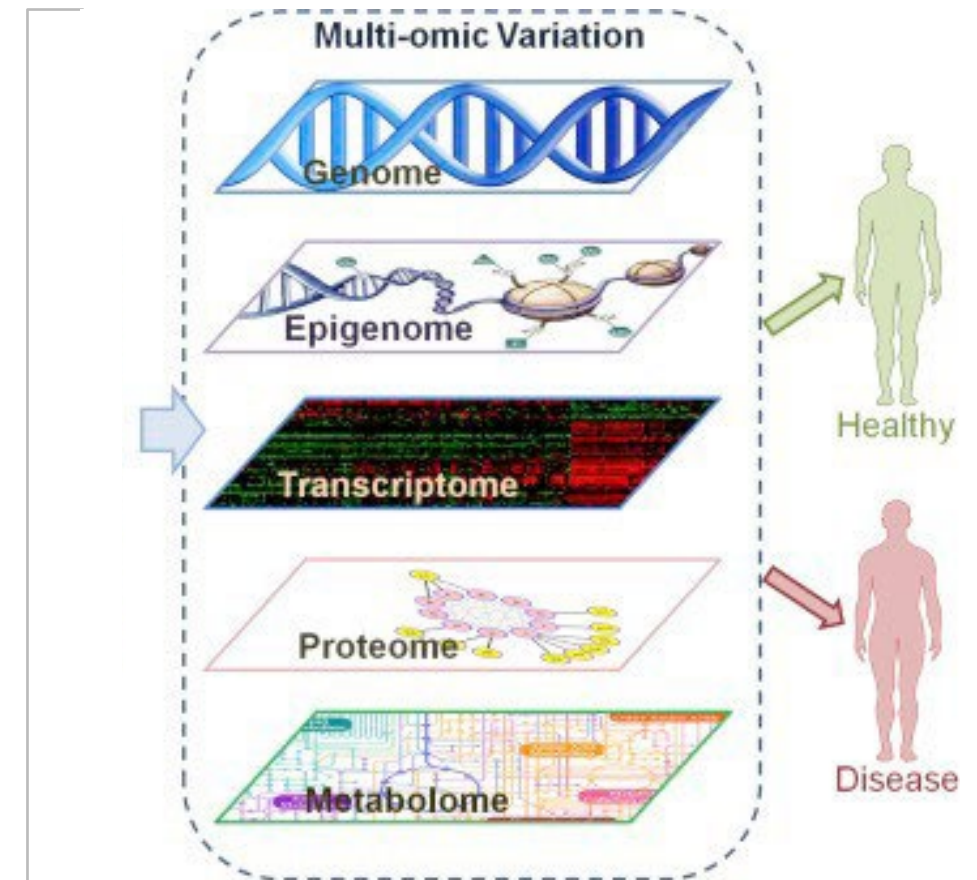 Multi-omic Variation
Genome
Epigenome
Healthy
Transcriptome
Proteome
Disease
Metabolome